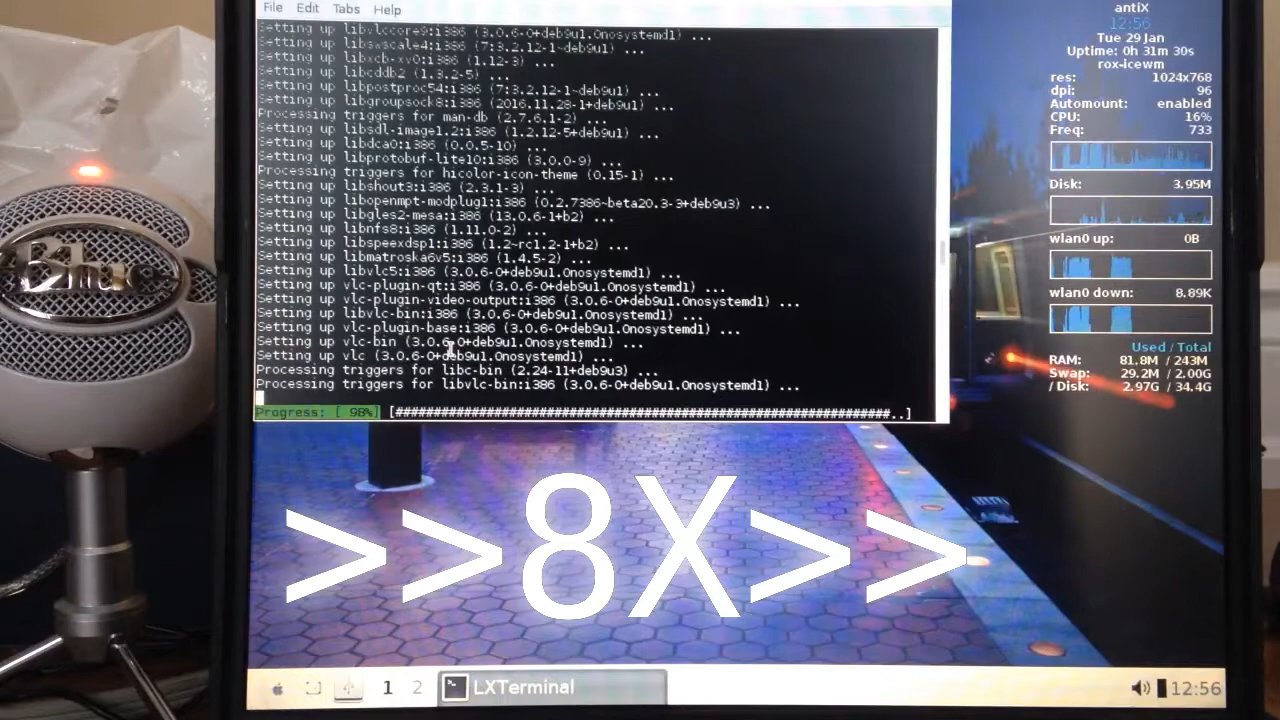 File Edit Tabs Help
Setting up libvlccore9:i386 (3.0.6-0+deb9u1.0nosystemd1) ...
Setting up libswscale4:i386 (7:3.2.12-1~deb9u1) ...
Setting up libxcb-xv0:i386 (1.12-3) ...
Setting up libcddb2 (1.3.2-5) ...
Setting up libpostproc54:i386 (7:3.2.12-1~deb9u1) ...
Setting up libgroupsock8:i386 (2016.11.28-1+deb9u1) ...
Processing triggers for man-db (2.7.6.1-2) ...
Setting up libsdl-image1.2:i386 (1.2.12-5+deb9u1) ...
Setting up libdca0:i386 (0.0.5-10) ...
Setting up libprotobuf-lite10:i386 (3.0.0-9) ...
Processing triggers for hicolor-icon-theme (0.15-1) ...
Setting up libshout3:i386 (2.3.1-3) ...
Setting up libopenmpt-modplug1:i386 (0.2.7386~beta20.3-3+deb9u3) ...
Setting up libgles2-mesa:i386 (13.0.6-1+b2) ...
Setting up libnfs8:i386 (1.11.0-2) ...
Setting up libspeexdsp1:i386 (1.2~rc1.2-1+b2) ...
Setting up libmatroska6v5:i386 (1.4.5-2) ...
Setting up libvlc5:i386 (3.0.6-0+deb9u1.0nosystemd1) ...
Setting up vlc-plugin-qt:i386 (3.0.6-0+deb9u1.0nosystemd1) ...
Setting up vlc-plugin-video-output:i386 (3.0.6-0+deb9u1.0nosystemd1) ...
Setting up libvlc-bin:i386 (3.0.6-0+deb9u1.0nosystemd1) ...
Setting up vlc-plugin-base:i386 (3.0.6-0+deb9u1.0nosystemd1) ...
Setting up vlc-bin (3.0.6-0+deb9u1.0nosystemd1) ...
Setting up vlc (3.0.6-0+deb9u1.0nosystemd1) ...
Processing triggers for libc-bin (2.24-11+deb9u3) ...
Processing triggers for libvlc-bin:i386 (3.0.6-0+deb9u1.0nosystemd1) ...
Progress: [ 98%] [###################################################################################..]
antiX
12:56
Tue 29 Jan
Uptime: 0h 31m 30s
rox-icewm
res: 1024x768
dpi: 96
Automount: enabled
CPU: 16%
Freq: 733
Disk: 3.95M
wlan0 up: 0B
wlan0 down: 8.89K
Used / Total
RAM: 81.8M / 243M
Swap: 29.2M / 2.00G
/ Disk: 2.97G / 34.4G
Blue
>>8X>>
1 2 LXTerminal 12:56